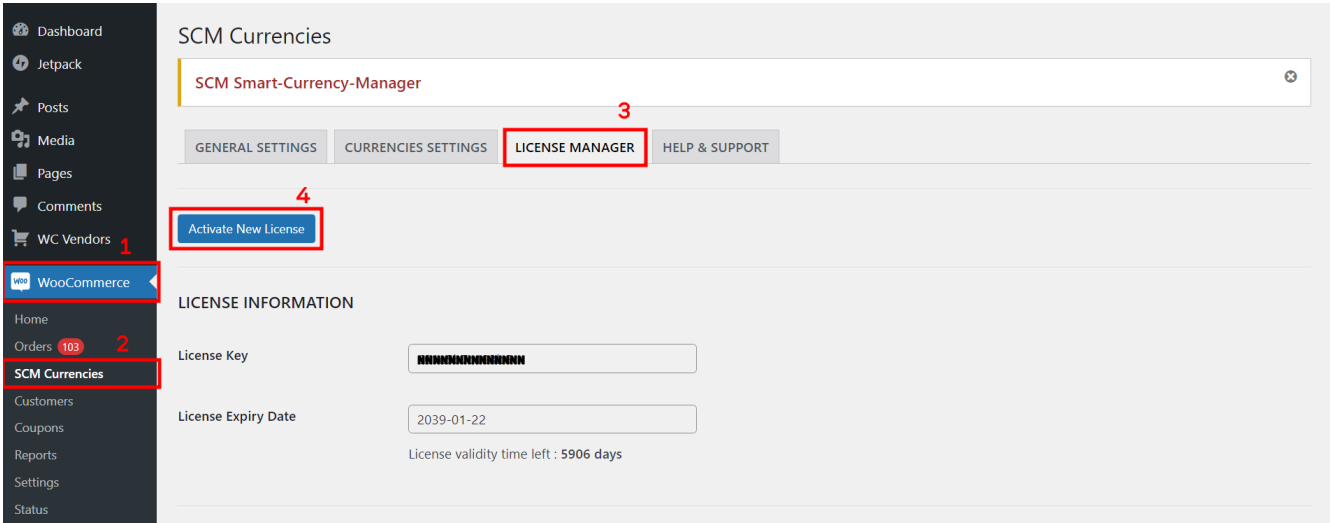 Dashboard
Jetpack
Posts
Media
Pages
Comments
WC Vendors
1
WooCommerce
Home
Orders 103
2
SCM Currencies
Customers
Coupons
Reports
Settings
Status
SCM Currencies
SCM Smart-Currency-Manager
3
GENERAL SETTINGS CURRENCIES SETTINGS LICENSE MANAGER HELP & SUPPORT
4
Activate New License
LICENSE INFORMATION
License Key
License Expiry Date 2039-01-22
License validity time left : 5906 days